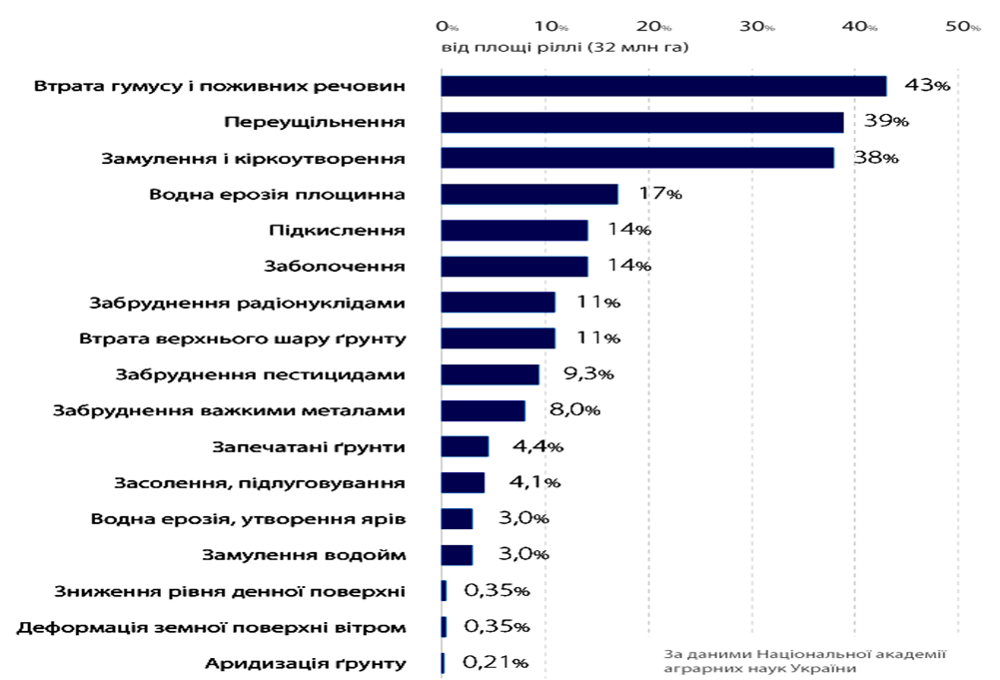 0% 10% 20% 30% 40% 50%
від площі ріллі (32 млн га)
Втрата гумусу і поживних речовин 43%
Переущільнення 39%
Замулення і кіркоутворення 38%
Водна ерозія площинна 17%
Підкислення 14%
Заболочення 14%
Забруднення радіонуклідами 11%
Втрата верхнього шару ґрунту 11%
Забруднення пестицидами 9,3%
Забруднення важкими металами 8,0%
Запечатані ґрунти 4,4%
Засолення, підлуговування 4,1%
Водна ерозія, утворення ярів 3,0%
Замулення водойм 3,0%
Зниження рівня денної поверхні 0,35%
Деформація земної поверхні вітром 0,35%
Аридизація ґрунту 0,21%
За даними Національної академії
аграрних наук України